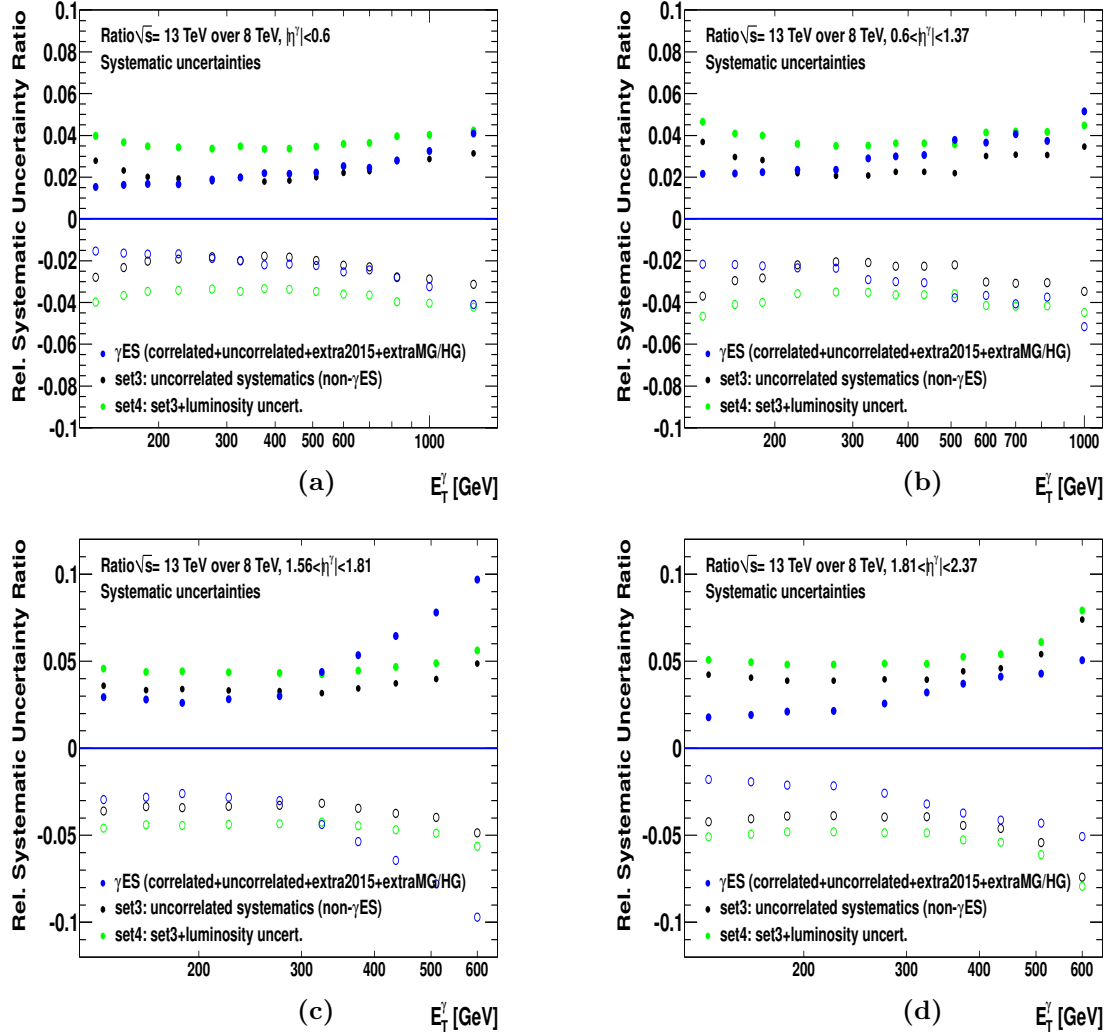 Rel. Systematic Uncertainty Ratio
0.1
0.08
0.06
0.04
0.02
0
-0.02
-0.04
-0.06
-0.08
-0.1
Ratio√s= 13 TeV over 8 TeV, |η^γ|<0.6
Systematic uncertainties
γES (correlated+uncorrelated+extra2015+extraMG/HG)
set3: uncorrelated systematics (non-γES)
set4: set3+luminosity uncert.
200 300 400 500 600 1000
E_T^γ [GeV]
(a)
Rel. Systematic Uncertainty Ratio
0.1
0.08
0.06
0.04
0.02
0
-0.02
-0.04
-0.06
-0.08
-0.1
Ratio√s= 13 TeV over 8 TeV, 0.6<|η^γ|<1.37
Systematic uncertainties
γES (correlated+uncorrelated+extra2015+extraMG/HG)
set3: uncorrelated systematics (non-γES)
set4: set3+luminosity uncert.
200 300 400 500 600 700 1000
E_T^γ [GeV]
(b)
Rel. Systematic Uncertainty Ratio
0.1
0.05
0
-0.05
-0.1
Ratio√s= 13 TeV over 8 TeV, 1.56<|η^γ|<1.81
Systematic uncertainties
γES (correlated+uncorrelated+extra2015+extraMG/HG)
set3: uncorrelated systematics (non-γES)
set4: set3+luminosity uncert.
200 300 400 500 600
E_T^γ [GeV]
(c)
Rel. Systematic Uncertainty Ratio
0.1
0.05
0
-0.05
-0.1
Ratio√s= 13 TeV over 8 TeV, 1.81<|η^γ|<2.37
Systematic uncertainties
γES (correlated+uncorrelated+extra2015+extraMG/HG)
set3: uncorrelated systematics (non-γES)
set4: set3+luminosity uncert.
200 300 400 500 600
E_T^γ [GeV]
(d)